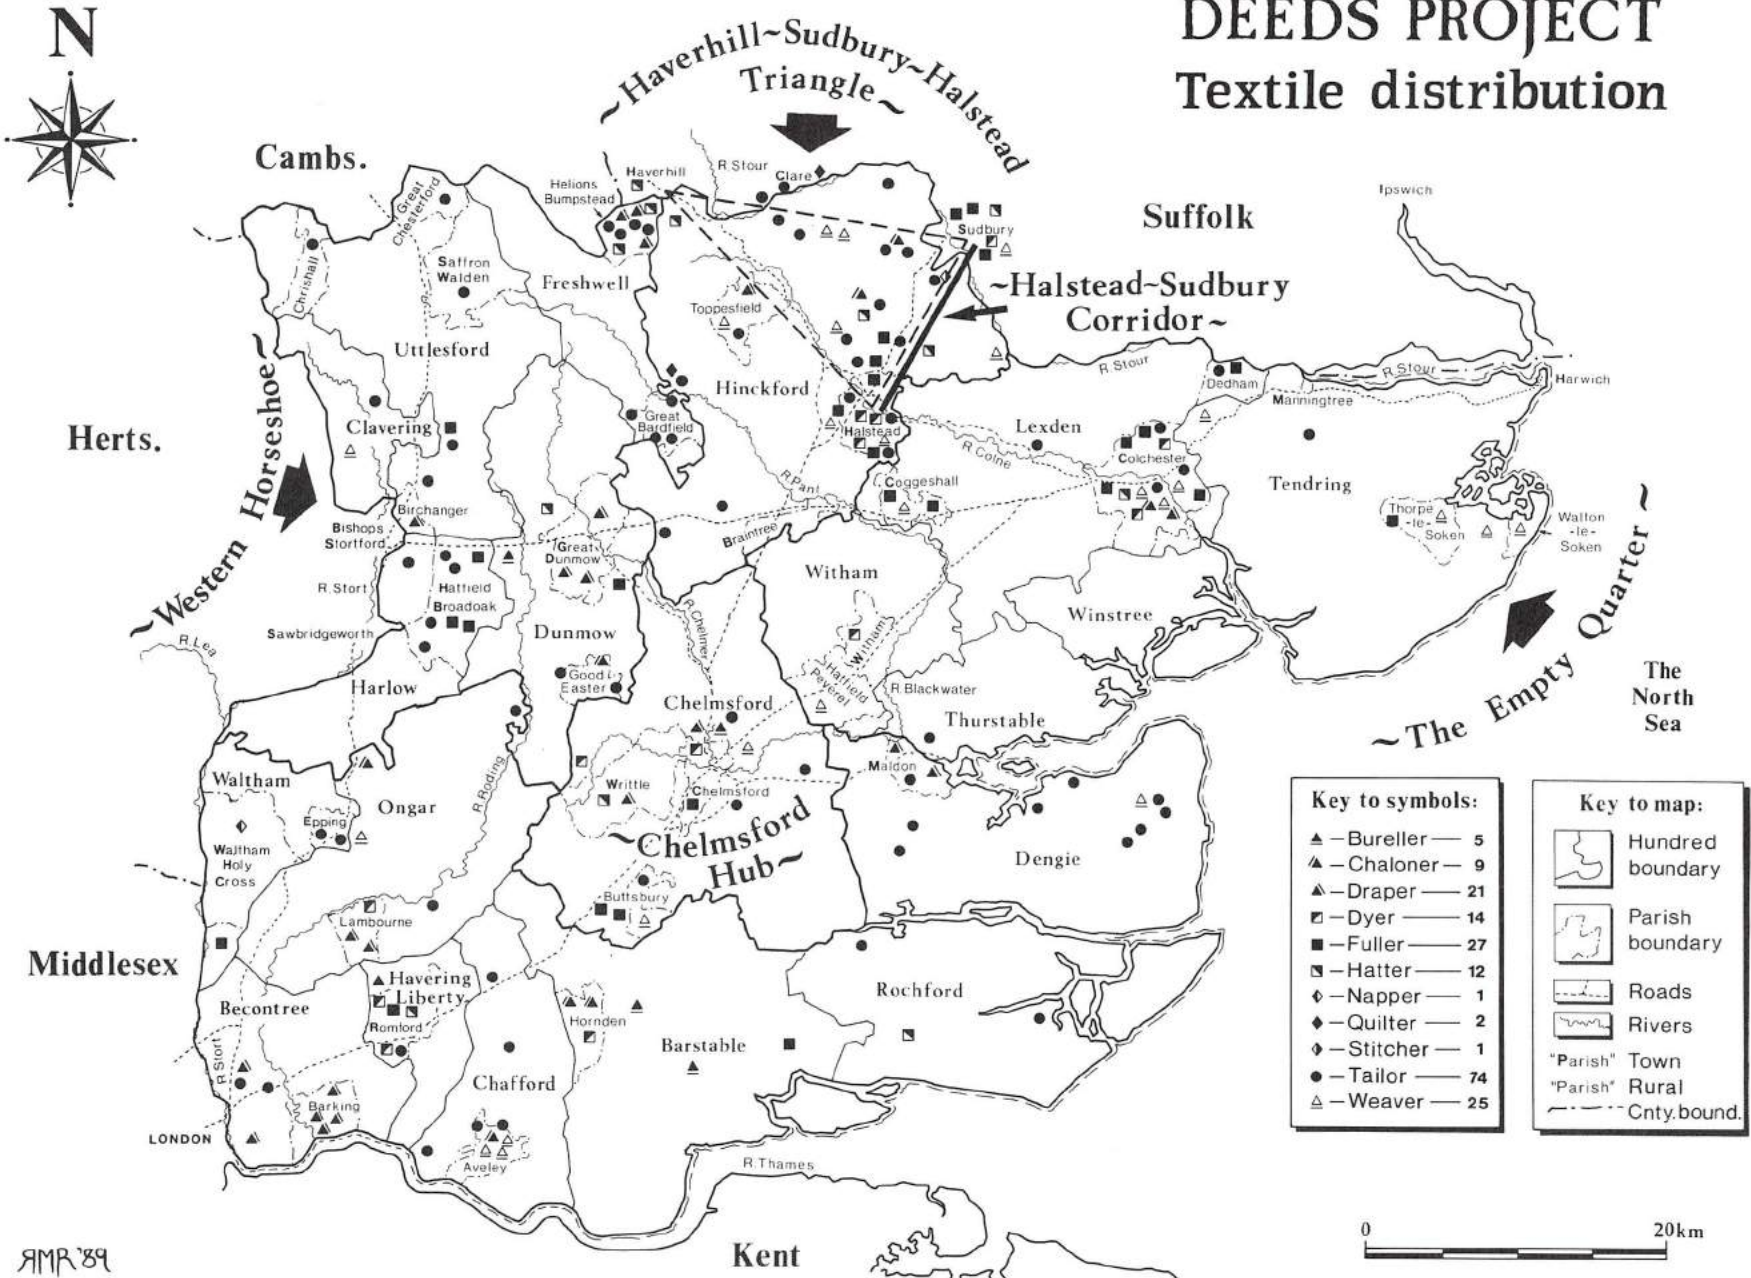 DEEDS PROJECT
Textile distribution
N
~Haverhill~Sudbury~Halstead
Triangle~
Cambs.
Suffolk
Herts.
Middlesex
Kent
The
North
Sea
~Western Horseshoe~
~Halstead~Sudbury
Corridor~
~The Empty Quarter~
~Chelmsford
Hub~
Ipswich
Harwich
R.Stour
Clare
Haverhill
Helions
Bumpstead
Great
Chesterford
Chrishall
Saffron
Walden
Freshwell
Sudbury
Toppesfield
Uttlesford
Hinckford
R.Stour
R.Stour
Dedham
Manningtree
Clavering
Great
Bardfield
Halstead
Lexden
R.Colne
Colchester
Tendring
R.Pant
Coggeshall
Birchanger
Bishops
Stortford
Braintree
Thorpe
-le-
Soken
Walton
-le-
Soken
Great
Dunmow
R.Stort
Hatfield
Broadoak
Witham
Winstree
Sawbridgeworth
R.Lea
Dunmow
R.Chelmer
Witham
Hatfield
Peverel
Good
Easter
Harlow
Chelmsford
R.Blackwater
Thurstable
Waltham
Ongar
R.Roding
Writtle
Chelmsford
Maldon
Epping
Waltham
Holy
Cross
Dengie
Buttsbury
Lambourne
Havering
Liberty
Romford
Becontree
Hornden
Rochford
R.Stort
Barstable
Chafford
Barking
LONDON
Aveley
R.Thames
Key to symbols:
Bureller 5
Chaloner 9
Draper 21
Dyer 14
Fuller 27
Hatter 12
Napper 1
Quilter 2
Stitcher 1
Tailor 74
Weaver 25
Key to map:
Hundred
boundary
Parish
boundary
Roads
Rivers
"Parish" Town
"Parish" Rural
Cnty.bound.
0 20km
RMR '89